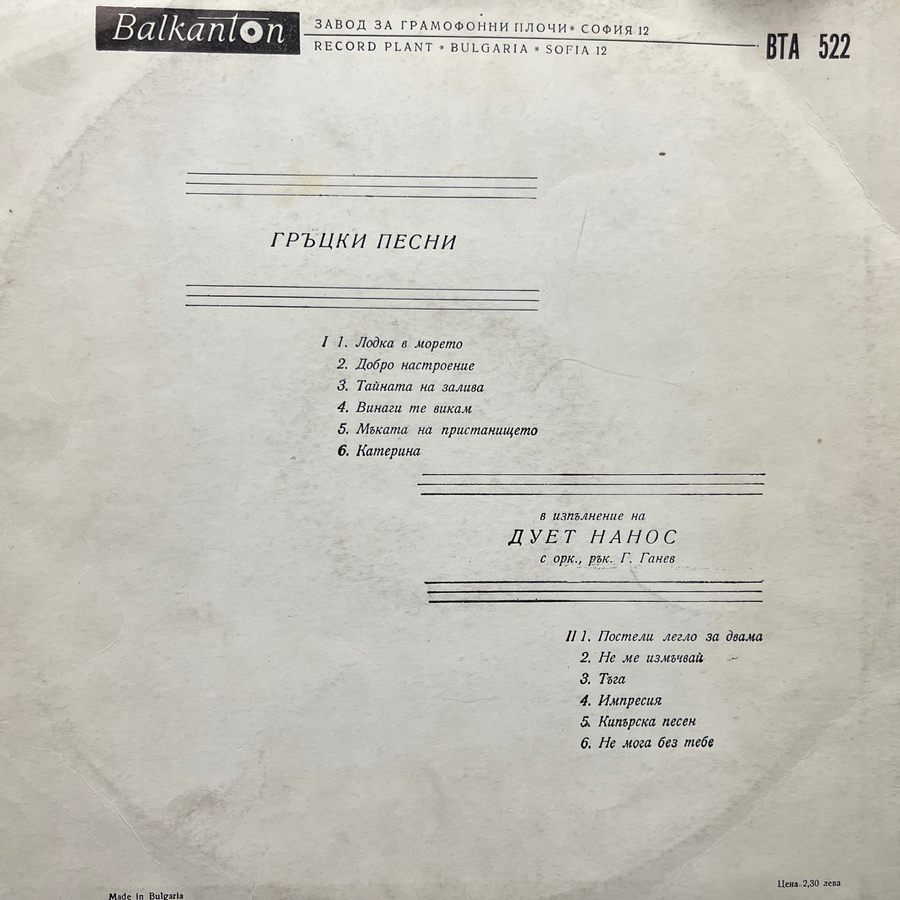 Balkanton
ЗАВОД ЗА ГРАМОФОННИ ПЛОЧИ * СОФИЯ 12
RECORD PLANT * BULGARIA * SOFIA 12
ВТА 522
ГРЪЦКИ ПЕСНИ
I 1. Лодка в морето
2. Добро настроение
3. Тайната на залива
4. Винаги те викам
5. Мъката на пристанището
6. Катерина
в изпълнение на
ДУЕТ НАНОС
с орк., рък. Г. Ганев
II 1. Постели легло за двама
2. Не ме измъчвай
3. Тъга
4. Импресия
5. Кипърска песен
6. Не мога без тебе
Цена 2,30 лева
Made in Bulgaria